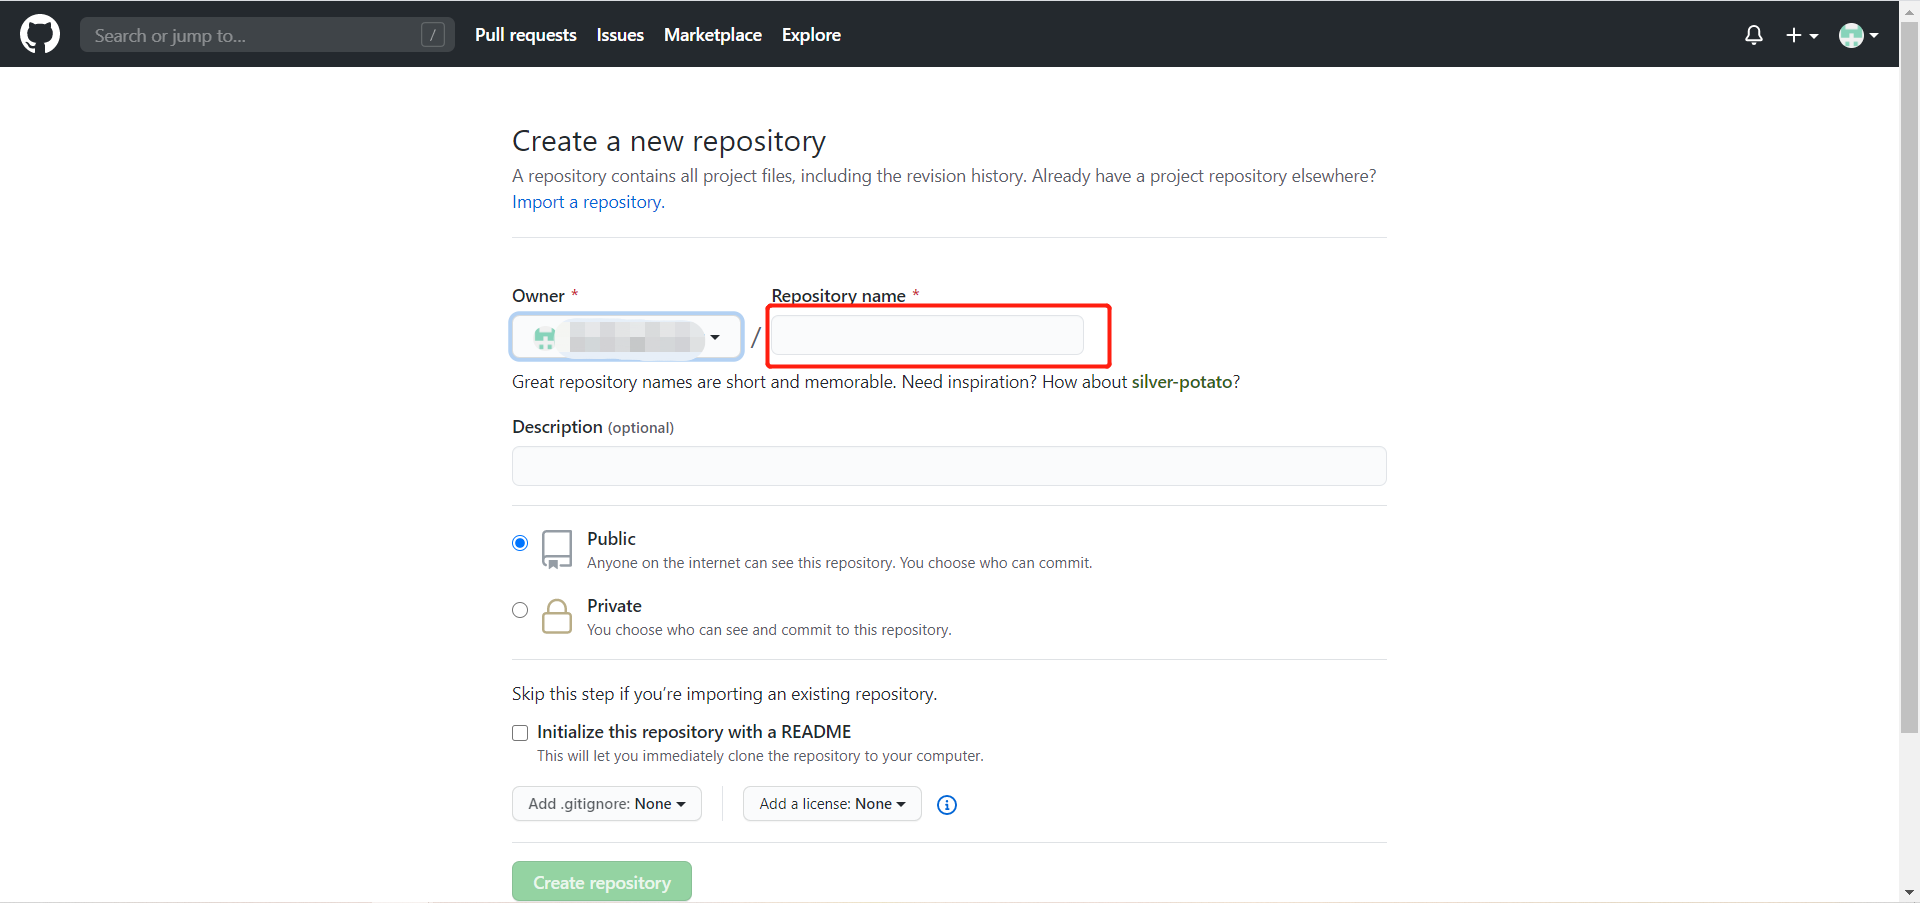 Search or jump to...
/
Pull requests
Issues
Marketplace
Explore
Create a new repository
A repository contains all project files, including the revision history. Already have a project repository elsewhere?
Import a repository.
Owner *
Repository name *
/
Great repository names are short and memorable. Need inspiration? How about silver-potato?
Description (optional)
Public
Anyone on the internet can see this repository. You choose who can commit.
Private
You choose who can see and commit to this repository.
Skip this step if you’re importing an existing repository.
Initialize this repository with a README
This will let you immediately clone the repository to your computer.
Add .gitignore: None
Add a license: None
Create repository